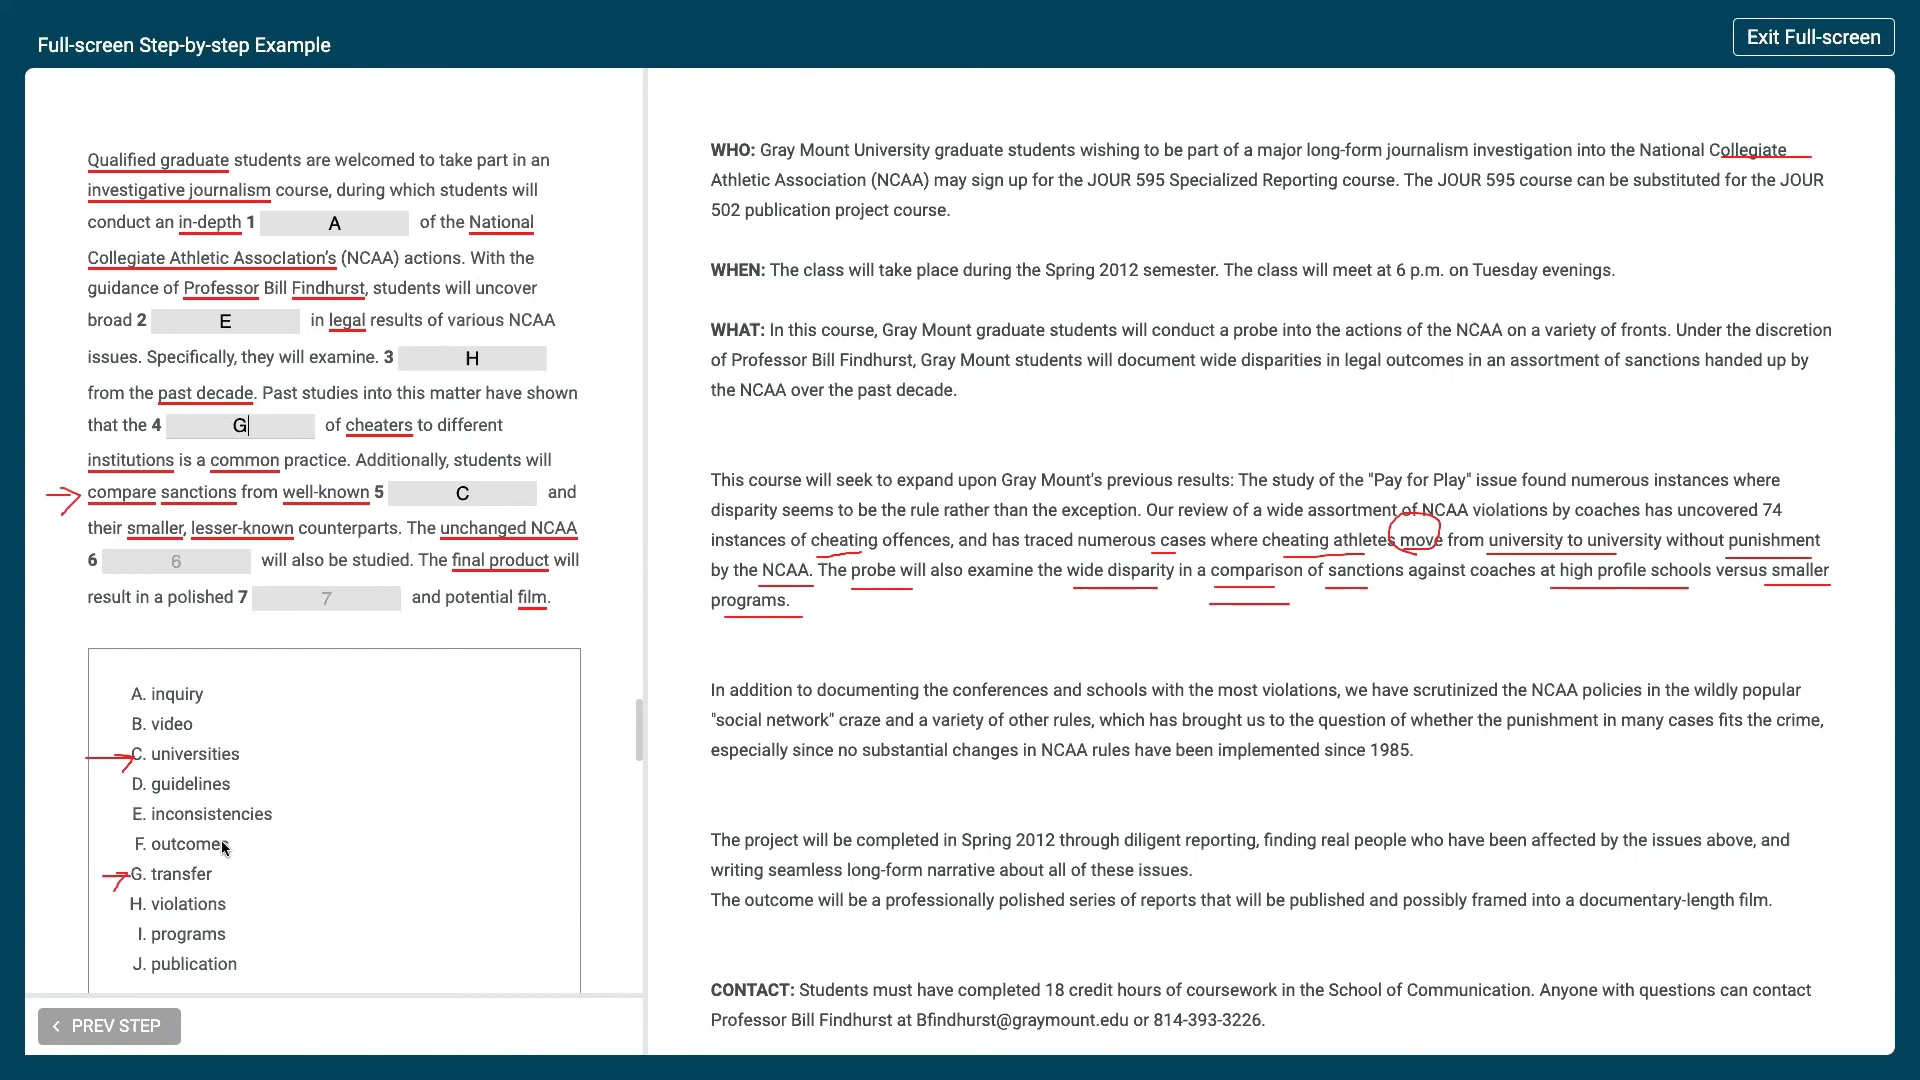 Full-screen Step-by-step Example
Exit Full-screen
Qualified graduate students are welcomed to take part in an
investigative journalism course, during which students will
conduct an in-depth 1 A of the National
Collegiate Athletic Association's (NCAA) actions. With the
guidance of Professor Bill Findhurst, students will uncover
broad 2 E in legal results of various NCAA
issues. Specifically, they will examine. 3 H
from the past decade. Past studies into this matter have shown
that the 4 G of cheaters to different
institutions is a common practice. Additionally, students will
compare sanctions from well-known 5 C and
their smaller, lesser-known counterparts. The unchanged NCAA
6 6 will also be studied. The final product will
result in a polished 7 7 and potential film.
A. inquiry
B. video
C. universities
D. guidelines
E. inconsistencies
F. outcomes
G. transfer
H. violations
I. programs
J. publication
PREV STEP
WHO: Gray Mount University graduate students wishing to be part of a major long-form journalism investigation into the National Collegiate
Athletic Association (NCAA) may sign up for the JOUR 595 Specialized Reporting course. The JOUR 595 course can be substituted for the JOUR
502 publication project course.
WHEN: The class will take place during the Spring 2012 semester. The class will meet at 6 p.m. on Tuesday evenings.
WHAT: In this course, Gray Mount graduate students will conduct a probe into the actions of the NCAA on a variety of fronts. Under the discretion
of Professor Bill Findhurst, Gray Mount students will document wide disparities in legal outcomes in an assortment of sanctions handed up by
the NCAA over the past decade.
This course will seek to expand upon Gray Mount's previous results: The study of the "Pay for Play" issue found numerous instances where
disparity seems to be the rule rather than the exception. Our review of a wide assortment of NCAA violations by coaches has uncovered 74
instances of cheating offences, and has traced numerous cases where cheating athletes move from university to university without punishment
by the NCAA. The probe will also examine the wide disparity in a comparison of sanctions against coaches at high profile schools versus smaller
programs.
In addition to documenting the conferences and schools with the most violations, we have scrutinized the NCAA policies in the wildly popular
"social network" craze and a variety of other rules, which has brought us to the question of whether the punishment in many cases fits the crime,
especially since no substantial changes in NCAA rules have been implemented since 1985.
The project will be completed in Spring 2012 through diligent reporting, finding real people who have been affected by the issues above, and
writing seamless long-form narrative about all of these issues.
The outcome will be a professionally polished series of reports that will be published and possibly framed into a documentary-length film.
CONTACT: Students must have completed 18 credit hours of coursework in the School of Communication. Anyone with questions can contact
Professor Bill Findhurst at Bfindhurst@graymount.edu or 814-393-3226.